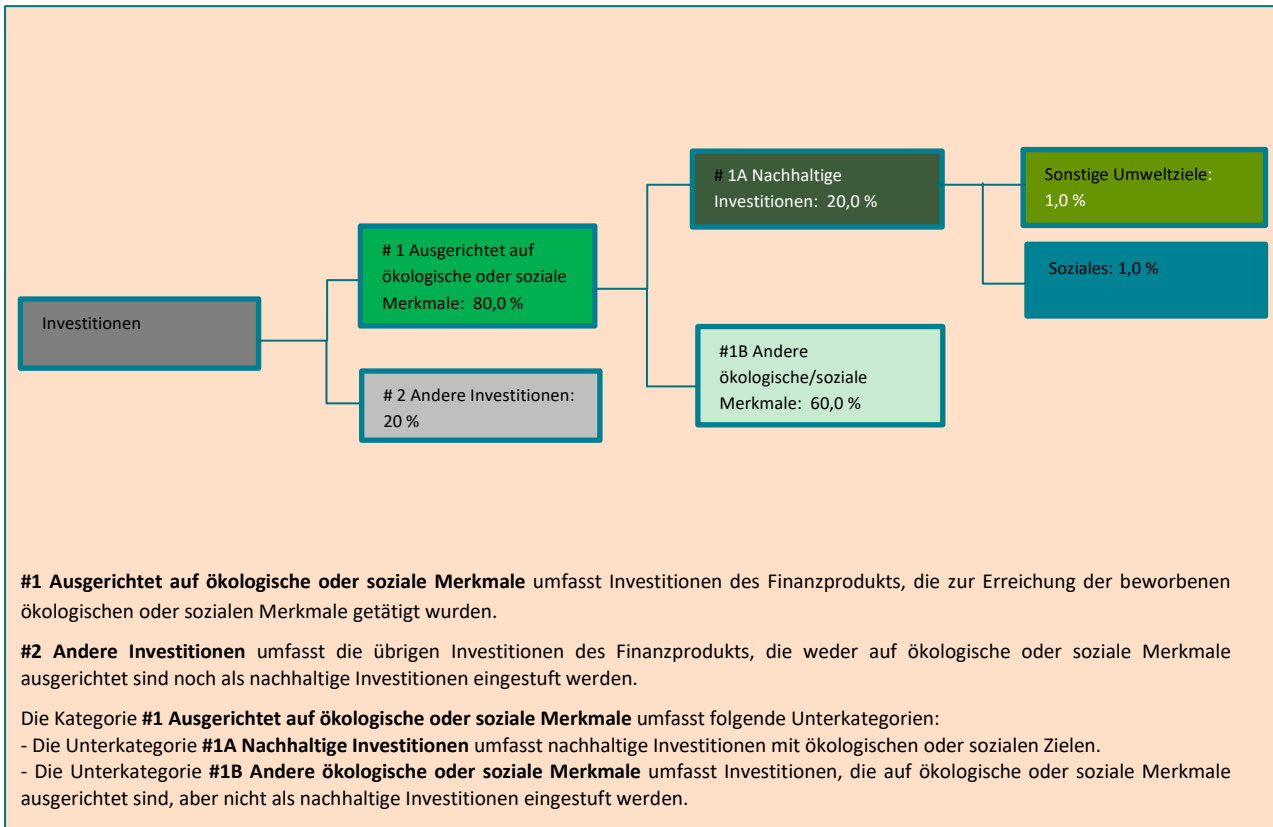 # 1A Nachhaltige
Investitionen: 20,0 %
Sonstige Umweltziele:
1,0 %
# 1 Ausgerichtet auf
ökologische oder soziale
Merkmale: 80,0 %
Soziales: 1,0 %
Investitionen
#1B Andere
ökologische/soziale
Merkmale: 60,0 %
# 2 Andere Investitionen:
20 %
#1 Ausgerichtet auf ökologische oder soziale Merkmale umfasst Investitionen des Finanzprodukts, die zur Erreichung der beworbenen
ökologischen oder sozialen Merkmale getätigt wurden.
#2 Andere Investitionen umfasst die übrigen Investitionen des Finanzprodukts, die weder auf ökologische oder soziale Merkmale
ausgerichtet sind noch als nachhaltige Investitionen eingestuft werden.
Die Kategorie #1 Ausgerichtet auf ökologische oder soziale Merkmale umfasst folgende Unterkategorien:
- Die Unterkategorie #1A Nachhaltige Investitionen umfasst nachhaltige Investitionen mit ökologischen oder sozialen Zielen.
- Die Unterkategorie #1B Andere ökologische oder soziale Merkmale umfasst Investitionen, die auf ökologische oder soziale Merkmale
ausgerichtet sind, aber nicht als nachhaltige Investitionen eingestuft werden.